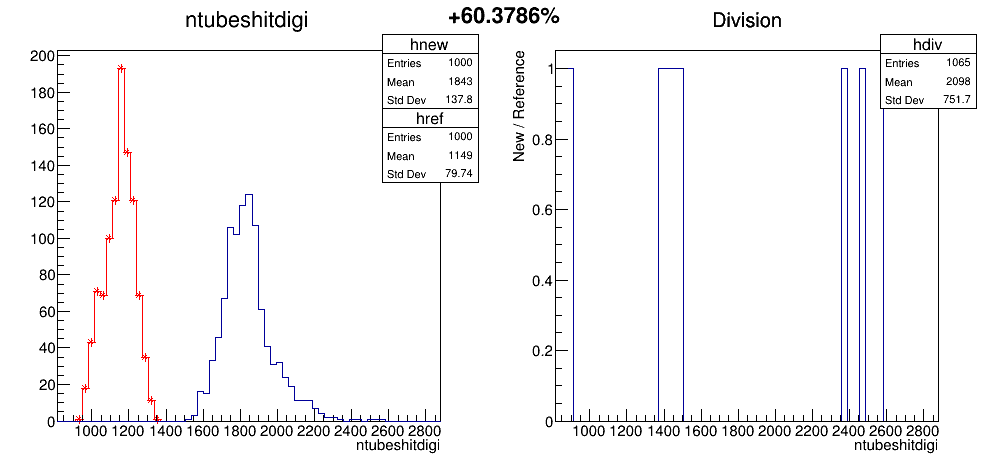 +60.3786%
ntubeshitdigi
hnew
Entries 1000
Mean 1843
Std Dev 137.8
href
Entries 1000
Mean 1149
Std Dev 79.74
200
180
160
140
120
100
80
60
40
20
0
1000 1200 1400 1600 1800 2000 2200 2400 2600 2800
ntubeshitdigi
Division
hdiv
Entries 1065
Mean 2098
Std Dev 751.7
New / Reference
1
0.8
0.6
0.4
0.2
0
1000 1200 1400 1600 1800 2000 2200 2400 2600 2800
ntubeshitdigi